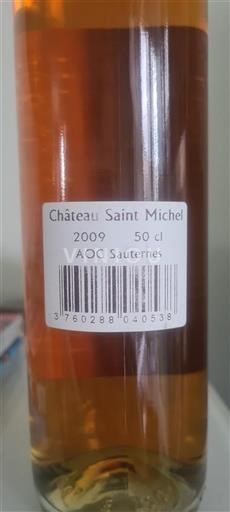 Château Saint Michel
2009 50 cl
AOC Sauternes
3 760288 040538